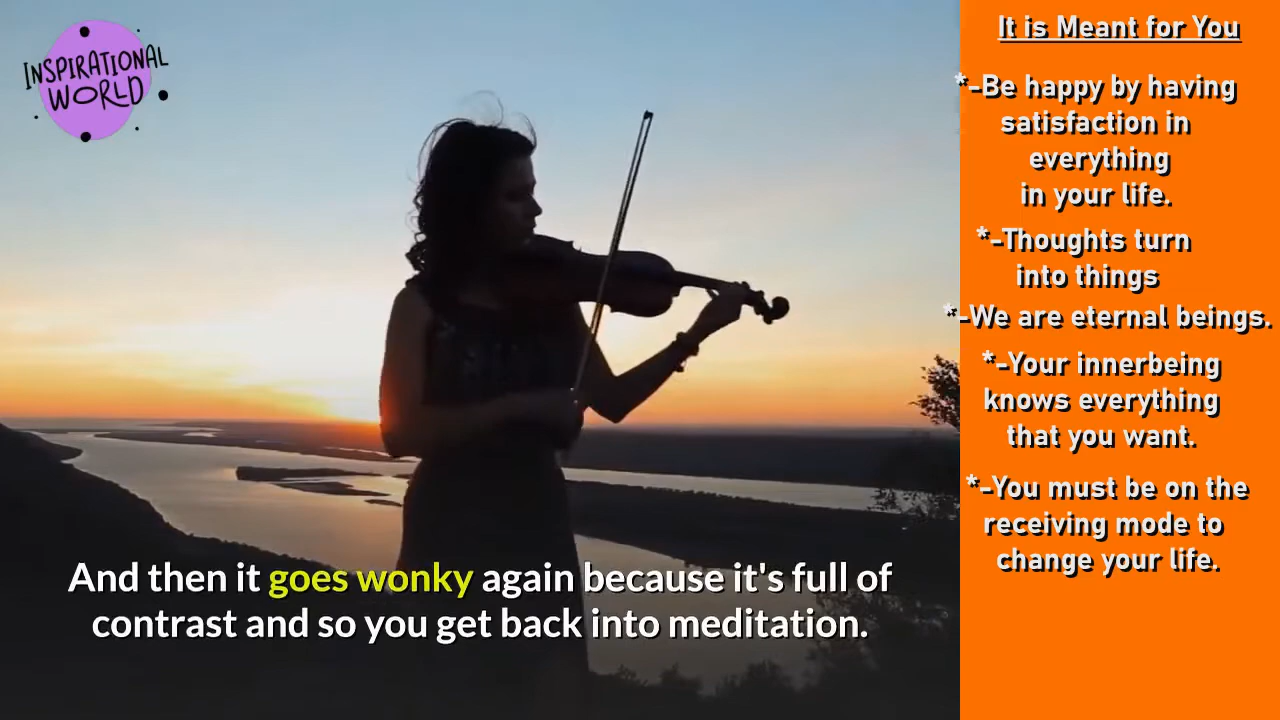 INSPIRATIONAL
WORLD
It is Meant for You
*-Be happy by having
satisfaction in
everything
in your life.
*-Thoughts turn
into things
*-We are eternal beings.
*-Your innerbeing
knows everything
that you want.
*-You must be on the
receiving mode to
change your life.
And then it goes wonky again because it's full of
contrast and so you get back into meditation.